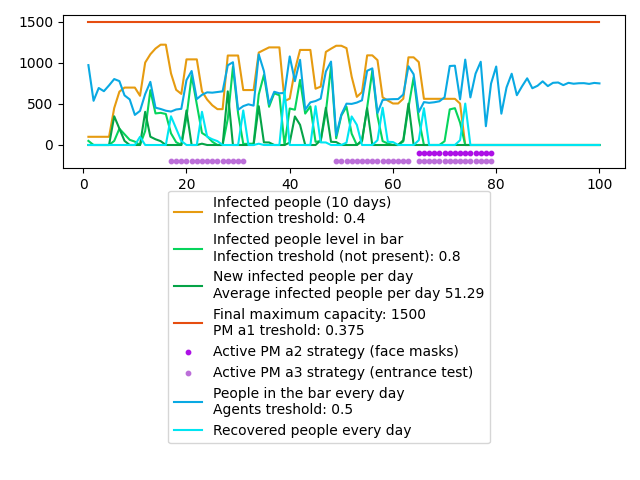 1500
1000
500
0
0
20
40
60
80
100
Infected people (10 days)
Infection treshold: 0.4
Infected people level in bar
Infection treshold (not present): 0.8
New infected people per day
Average infected people per day 51.29
Final maximum capacity: 1500
PM a1 treshold: 0.375
Active PM a2 strategy (face masks)
Active PM a3 strategy (entrance test)
People in the bar every day
Agents treshold: 0.5
Recovered people every day